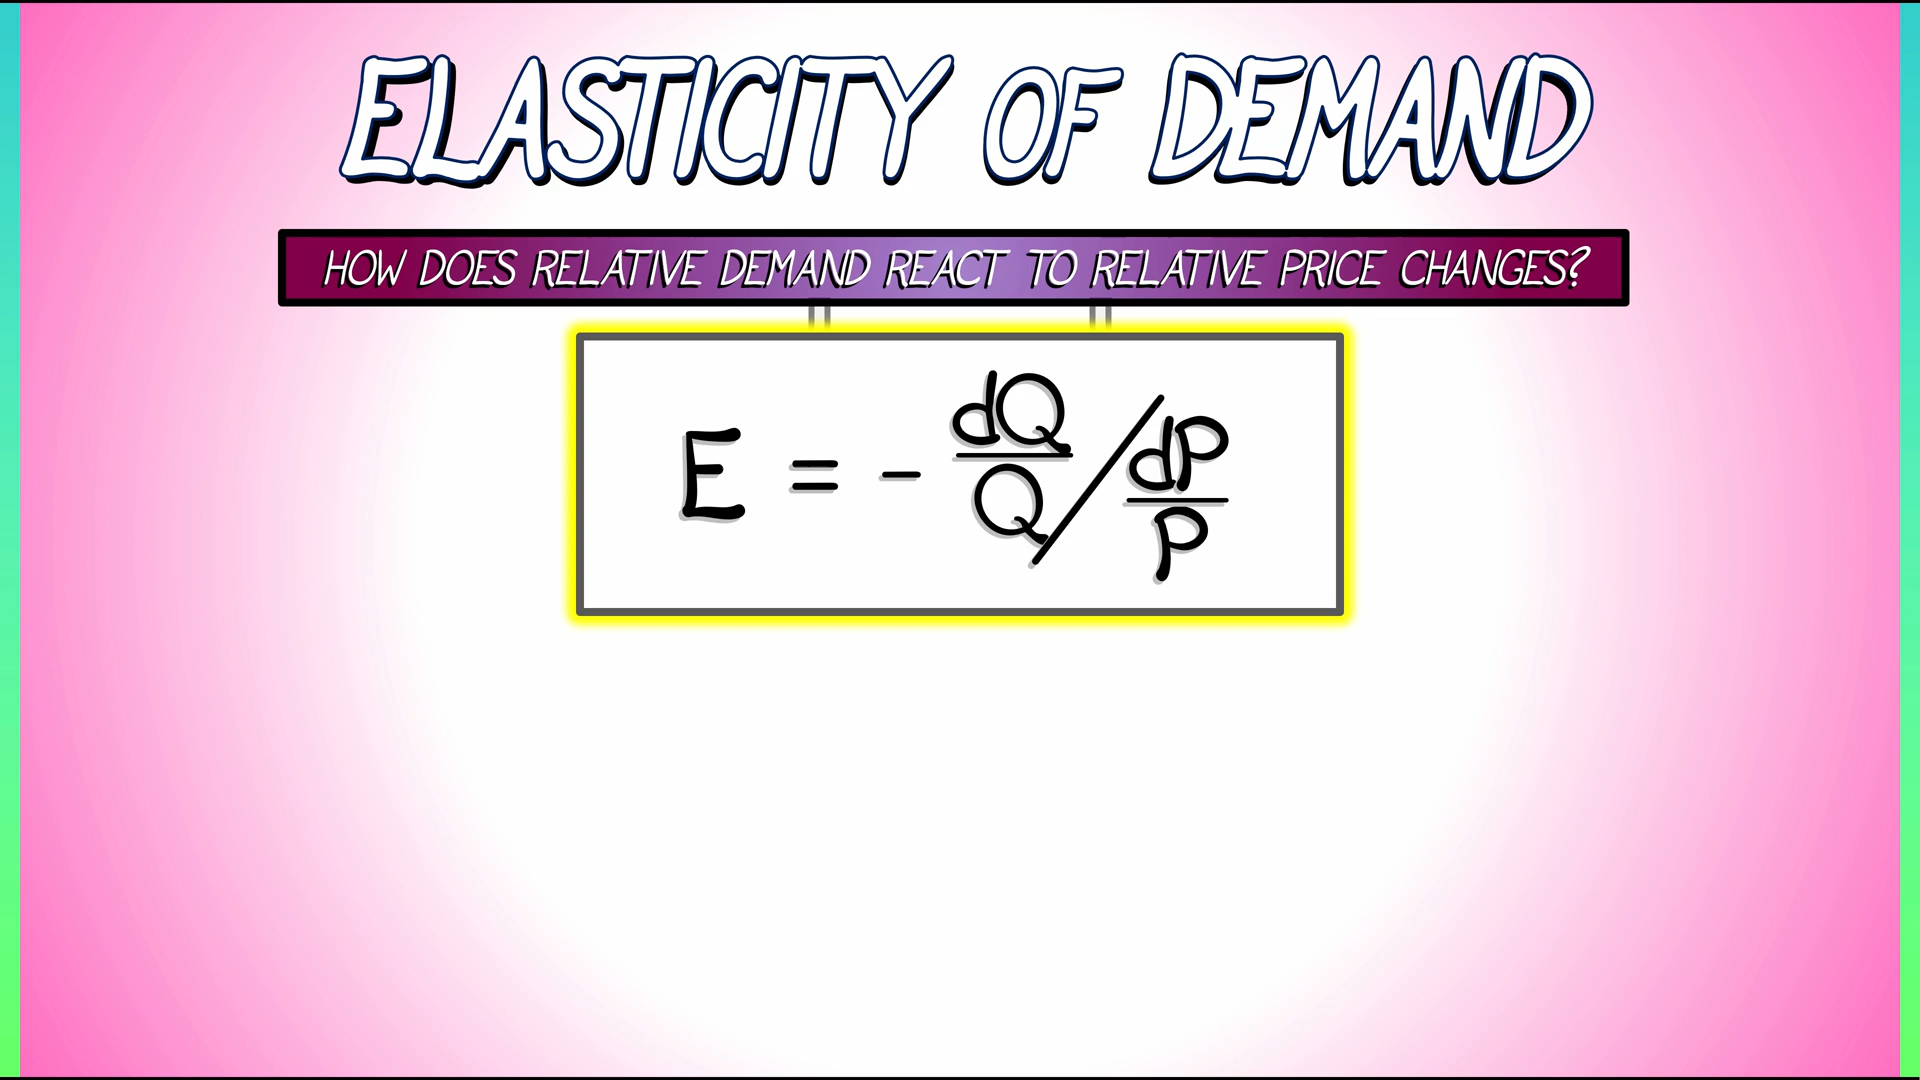 ELASTICITY OF DEMAND
HOW DOES RELATIVE DEMAND REACT TO RELATIVE PRICE CHANGES?
E = - dQ/Q / dP/P